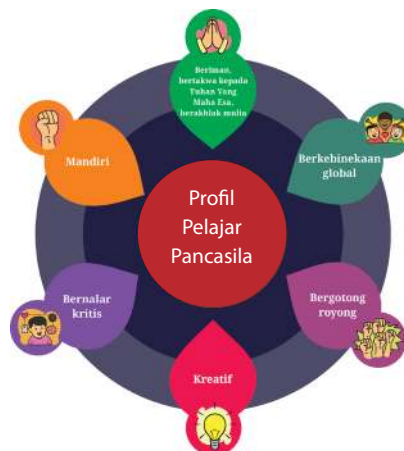 Beriman,
bertakwa kepada
Tuhan Yang
Maha Esa,
berakhlak mulia
Mandiri
Berkebinekaan
global
Profil
Pelajar
Pancasila
Bernalar
kritis
Bergotong
royong
Kreatif